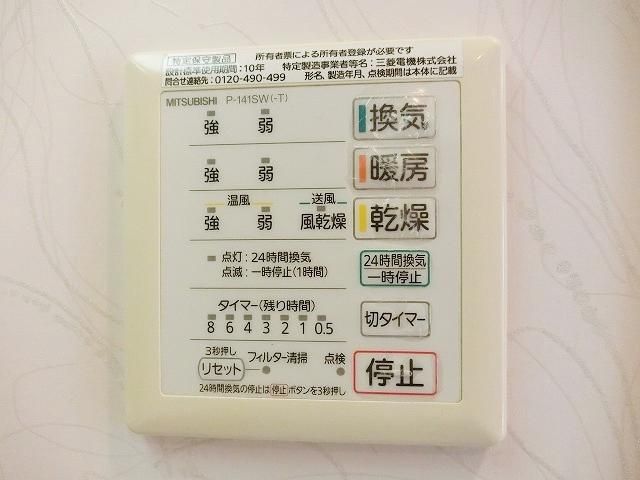 特定保守製品 所有者票による所有者登録が必要です
設計標準使用期間：10年 特定製造事業者等名：三菱電機株式会社
問合せ連絡先：0120-490-499 形名、製造年月、点検期間は本体に記載
MITSUBISHI P-141SW(-T)
強 弱 換気
強 弱 暖房
温風 送風
強 弱 風乾燥 乾燥
点灯：24時間換気 24時間換気
点滅：一時停止(1時間) 一時停止
タイマー(残り時間)
8 6 4 3 2 1 0.5 切タイマー
3秒押し
リセット フィルター清掃 点検 停止
24時間換気の停止は停止ボタンを3秒押し